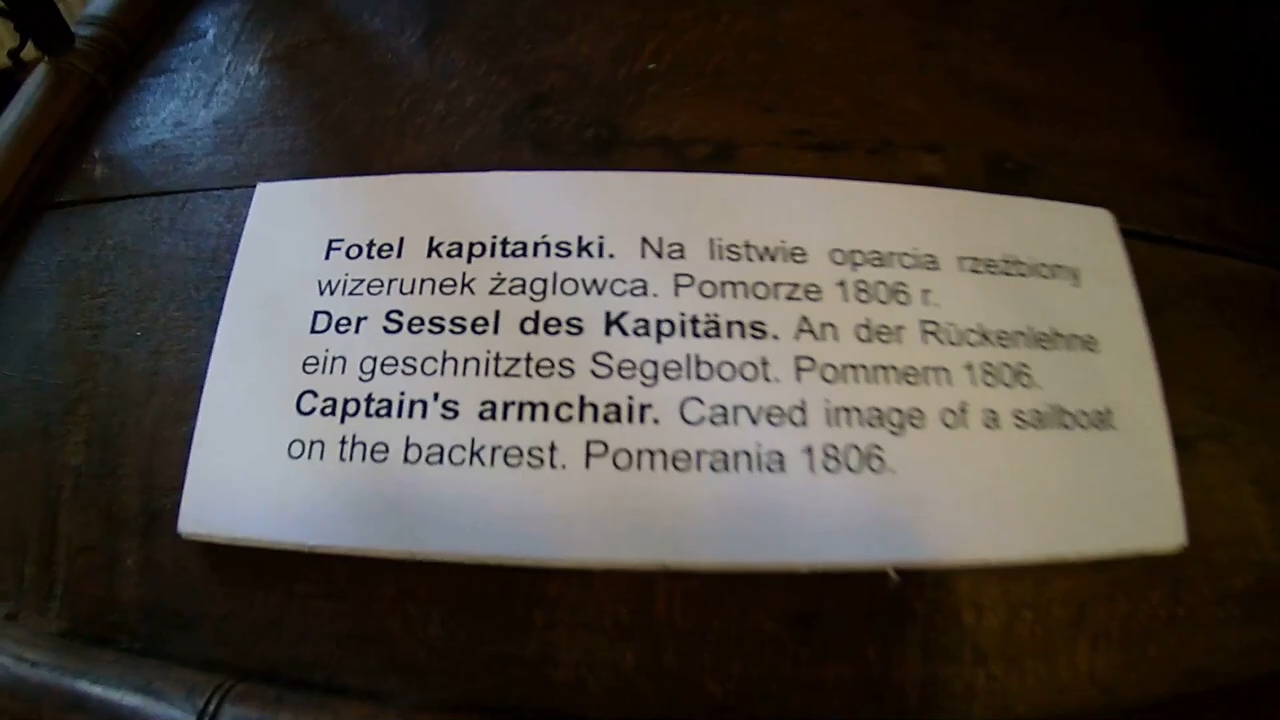 Fotel kapitański. Na listwie oparcia rzeźbiony
wizerunek żaglowca. Pomorze 1806 r.
Der Sessel des Kapitäns. An der Rückenlehne
ein geschnitztes Segelboot. Pommern 1806.
Captain's armchair. Carved image of a sailboat
on the backrest. Pomerania 1806.